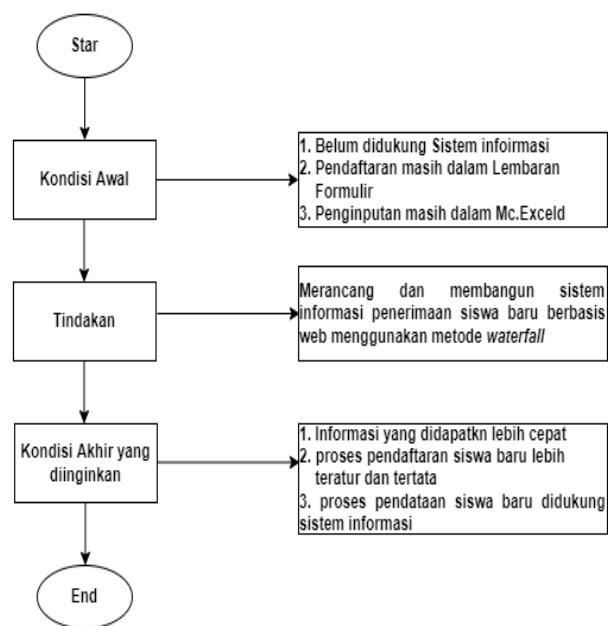 Star
Kondisi Awal
1. Belum didukung Sistem infoirmasi
2. Pendaftaran masih dalam Lembaran
Formulir
3. Penginputan masih dalam Mc.Exceld
Tindakan
Merancang dan membangun sistem
informasi penerimaan siswa baru berbasis
web menggunakan metode waterfall
Kondisi Akhir yang
diinginkan
1. Informasi yang didapatkn lebih cepat
2. proses pendaftaran siswa baru lebih
teratur dan tertata
3. proses pendataan siswa baru didukung
sistem informasi
End